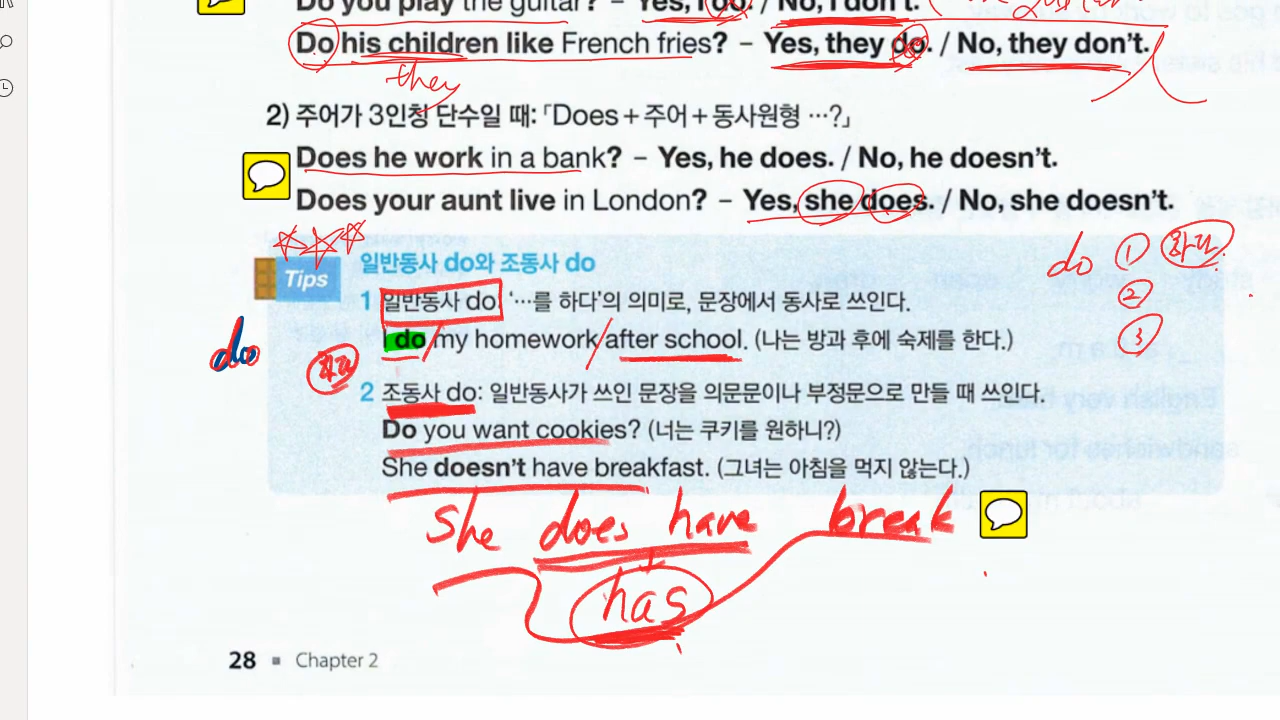 Do you play the guitar? – Yes, I do. / No, I don't.
Do his children like French fries? – Yes, they do. / No, they don't.
they
2) 주어가 3인칭 단수일 때: 「Does + 주어 + 동사원형 …?」
Does he work in a bank? – Yes, he does. / No, he doesn't.
Does your aunt live in London? – Yes, she does. / No, she doesn't.
Tips 일반동사 do와 조동사 do
do ① 하다
②
③
1 일반동사 do: '…를 하다'의 의미로, 문장에서 동사로 쓰인다.
I do / my homework / after school. (나는 방과 후에 숙제를 한다.)
do
하다
2 조동사 do: 일반동사가 쓰인 문장을 의문문이나 부정문으로 만들 때 쓰인다.
Do you want cookies? (너는 쿠키를 원하니?)
She doesn't have breakfast. (그녀는 아침을 먹지 않는다.)
She does have break
has
28 ■ Chapter 2